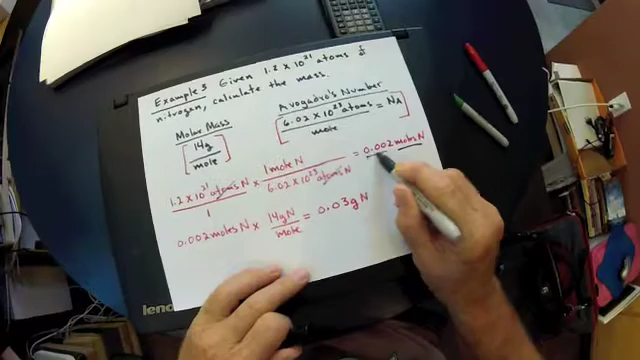 Example 3 Given 1.2 x 10^21 atoms of
nitrogen, calculate the mass.
Molar Mass
[14g/mole]
Avogadro's Number
[6.02 x 10^23 atoms/mole = NA]
1.2 x 10^21 atoms N/1 x 1 mole N/6.02 x 10^23 atoms N = 0.002 moles N
0.002 moles N x 14g N/mole = 0.03g N
lenovo